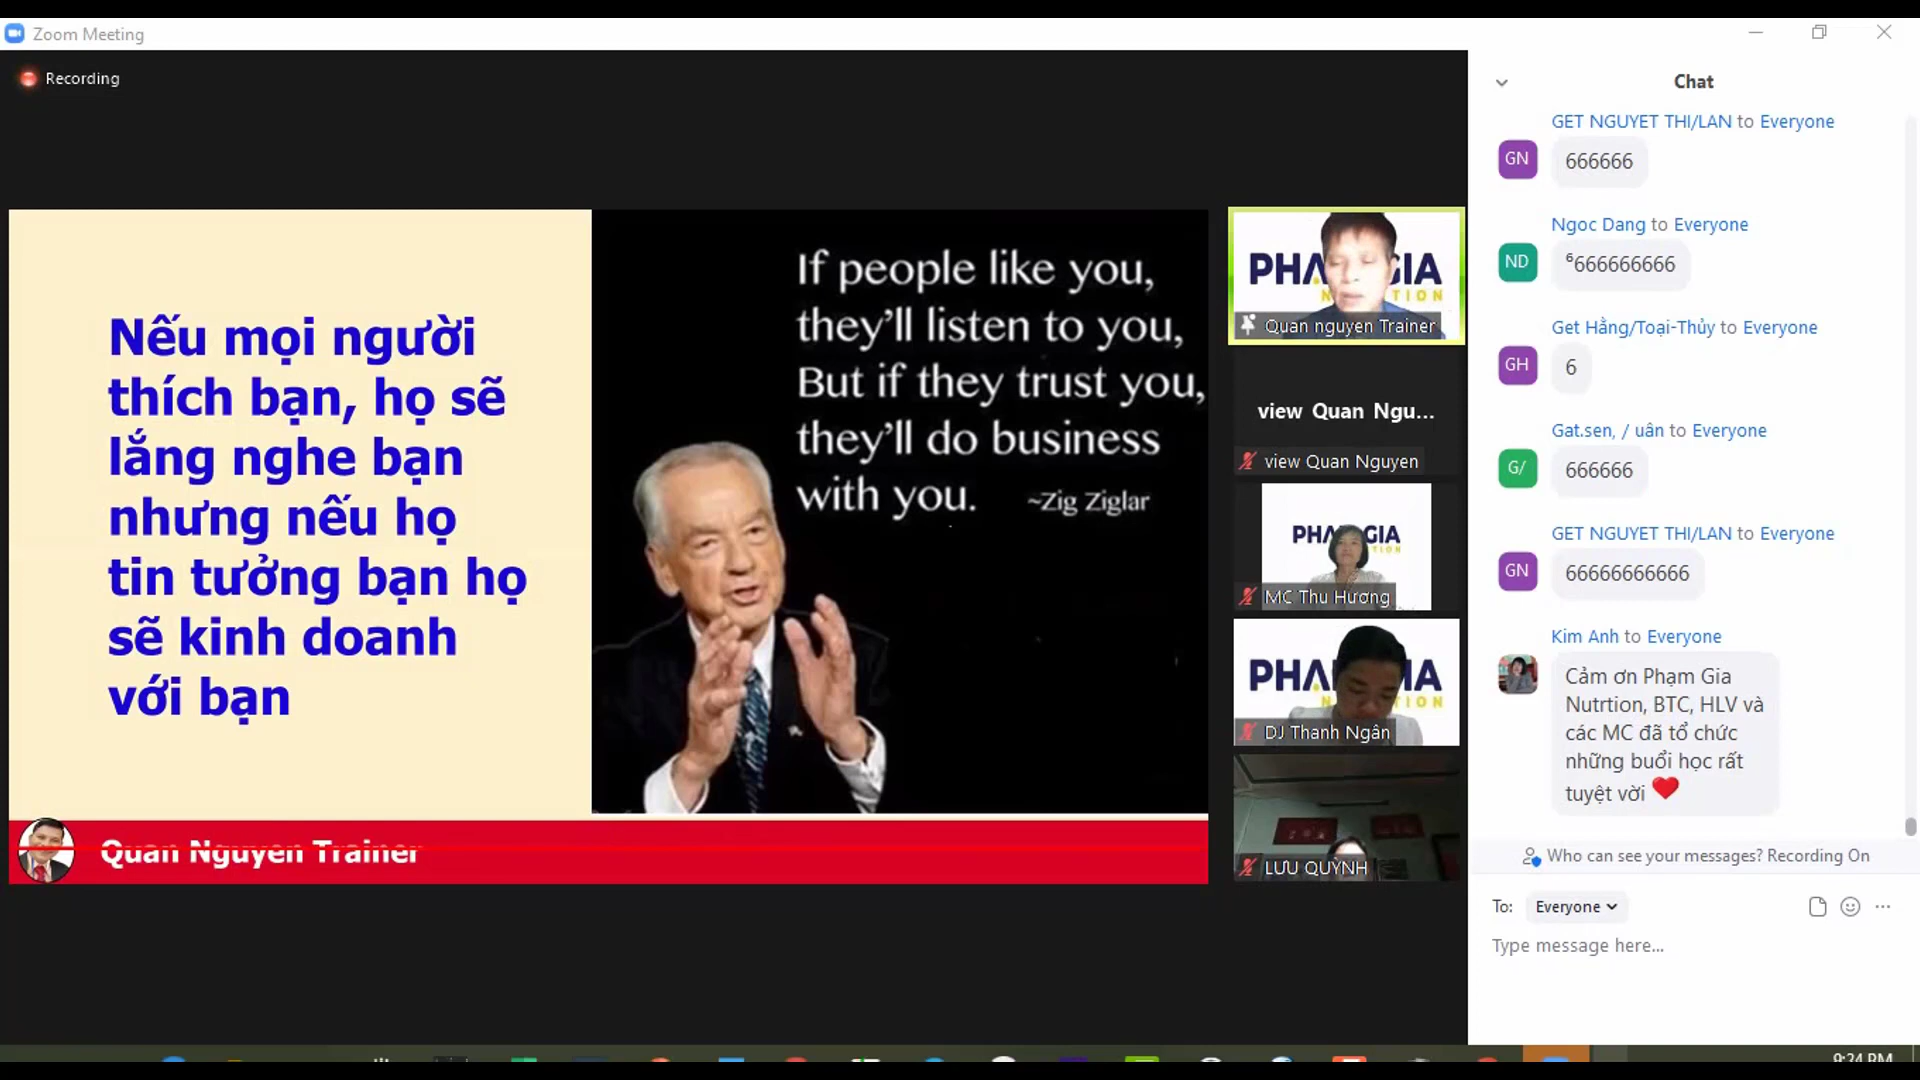 Zoom Meeting
Recording
Nếu mọi người
thích bạn, họ sẽ
lắng nghe bạn
nhưng nếu họ
tin tưởng bạn họ
sẽ kinh doanh
với bạn
If people like you,
they'll listen to you,
But if they trust you,
they'll do business
with you.
~Zig Ziglar
Quan Nguyen Trainer
Quan nguyen Trainer
view Quan Ngu...
view Quan Nguyen
MC Thu Hương
DJ Thanh Ngân
LƯU QUỲNH
Chat
GET NGUYET THI/LAN to Everyone
GN
666666
Ngoc Dang to Everyone
ND
⁶666666666
Get Hằng/Toại-Thủy to Everyone
GH
6
Gat.sen, / uân to Everyone
G/
666666
GET NGUYET THI/LAN to Everyone
GN
66666666666
Kim Anh to Everyone
Cảm ơn Phạm Gia
Nutrtion, BTC, HLV và
các MC đã tổ chức
những buổi học rất
tuyệt vời
Who can see your messages? Recording On
To: Everyone
Type message here...
9:24 PM